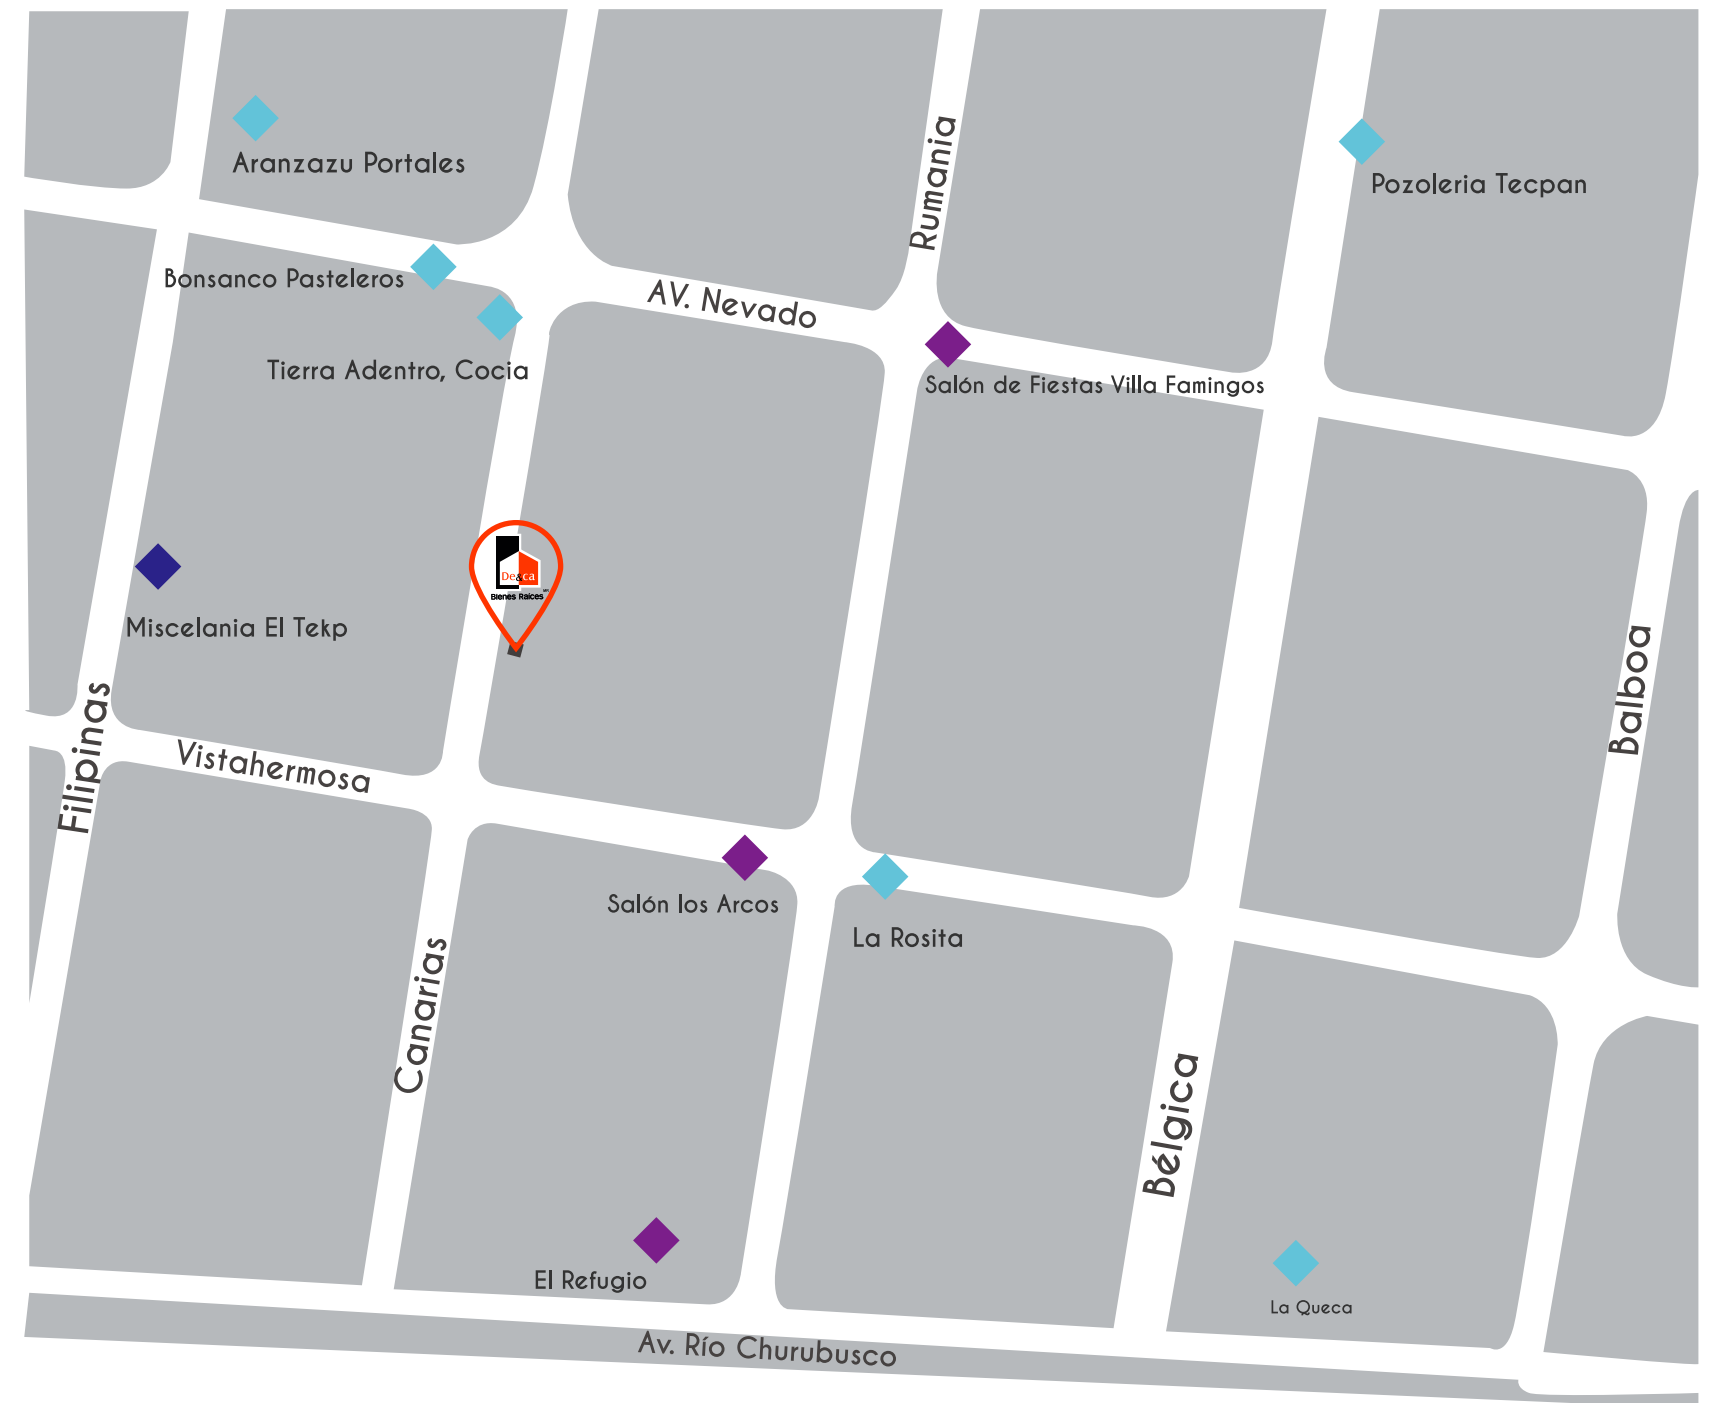 Rumania
Aranzazu Portales
Pozoleria Tecpan
Bonsanco Pasteleros
AV. Nevado
Tierra Adentro, Cocia
Salón de Fiestas Villa Famingos
De&ca
Bienes Raíces
Miscelania El Tekp
Balboa
Filipinas
Vistahermosa
Salón los Arcos
La Rosita
Canarias
Bélgica
El Refugio
La Queca
Av. Río Churubusco